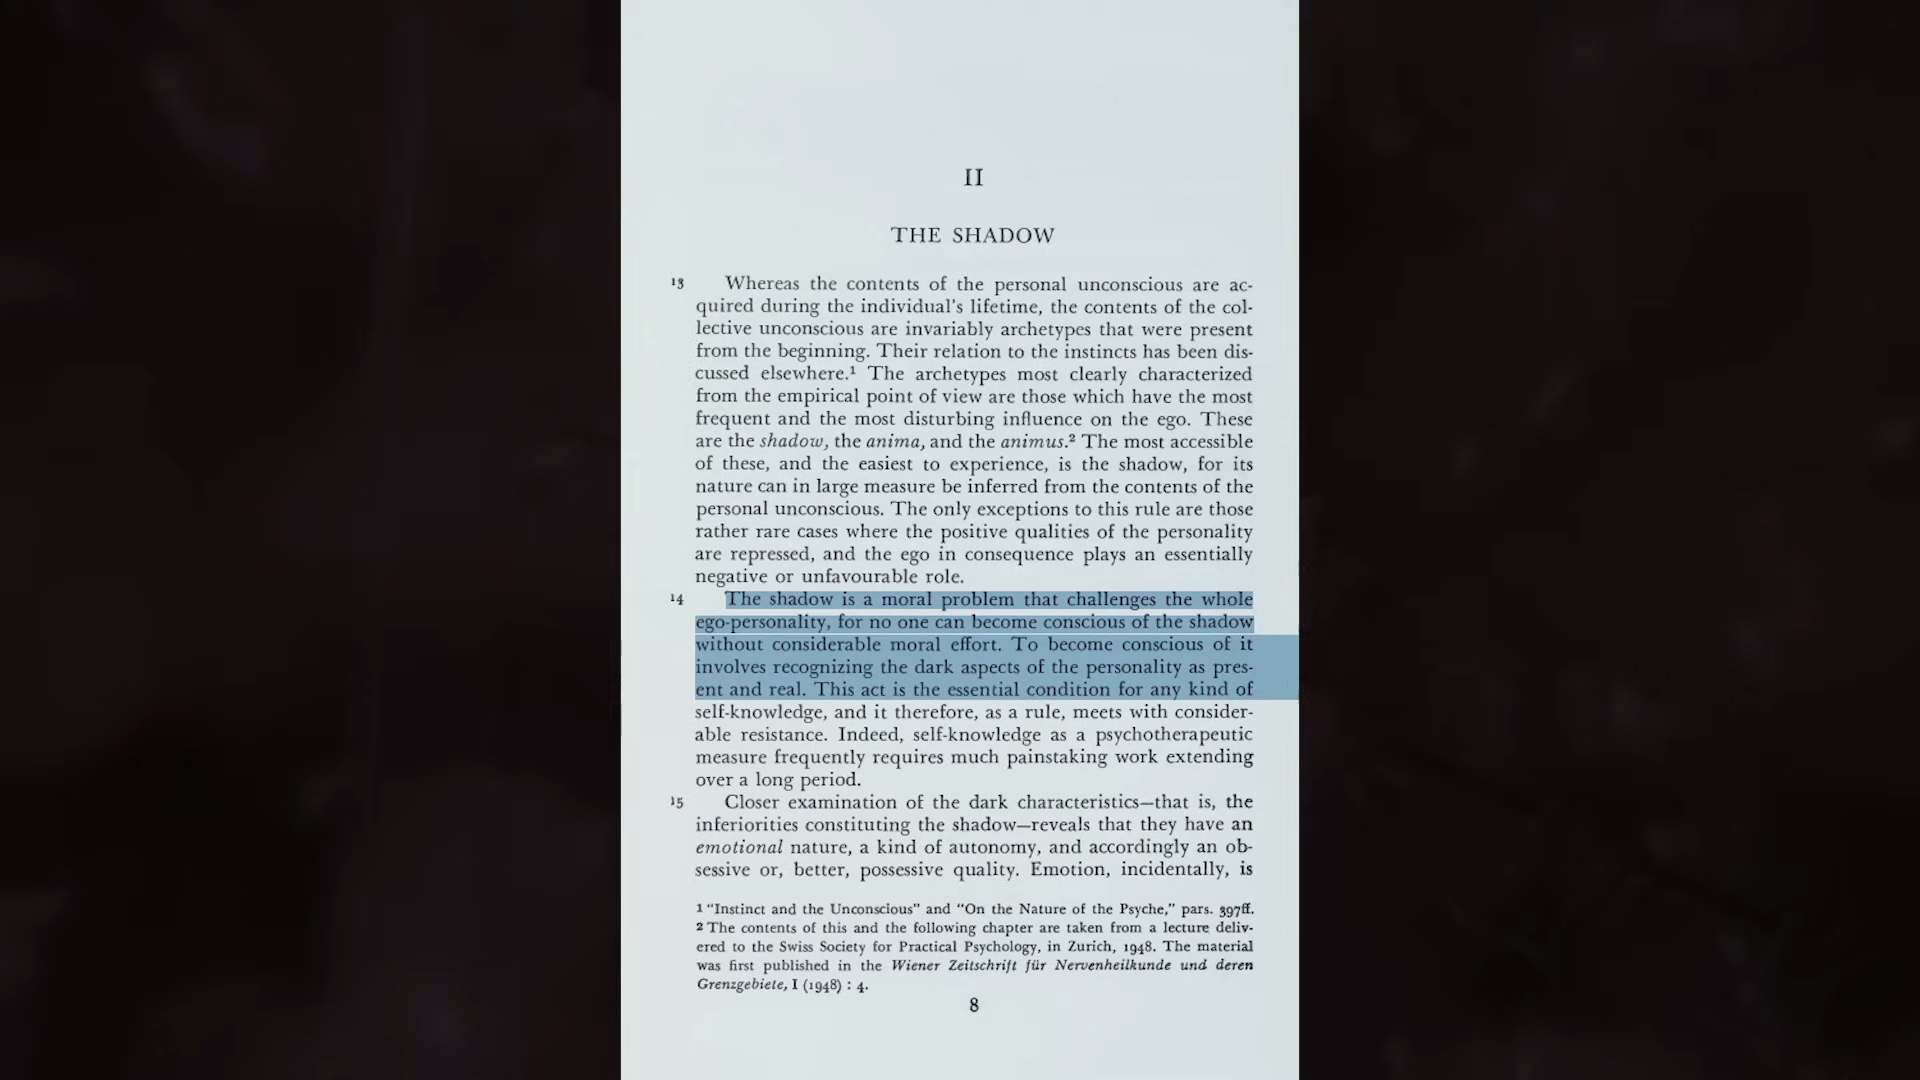 II
THE SHADOW
13 Whereas the contents of the personal unconscious are ac-
quired during the individual's lifetime, the contents of the col-
lective unconscious are invariably archetypes that were present
from the beginning. Their relation to the instincts has been dis-
cussed elsewhere.¹ The archetypes most clearly characterized
from the empirical point of view are those which have the most
frequent and the most disturbing influence on the ego. These
are the shadow, the anima, and the animus.² The most accessible
of these, and the easiest to experience, is the shadow, for its
nature can in large measure be inferred from the contents of the
personal unconscious. The only exceptions to this rule are those
rather rare cases where the positive qualities of the personality
are repressed, and the ego in consequence plays an essentially
negative or unfavourable role.
14 The shadow is a moral problem that challenges the whole
ego-personality, for no one can become conscious of the shadow
without considerable moral effort. To become conscious of it
involves recognizing the dark aspects of the personality as pres-
ent and real. This act is the essential condition for any kind of
self-knowledge, and it therefore, as a rule, meets with consider-
able resistance. Indeed, self-knowledge as a psychotherapeutic
measure frequently requires much painstaking work extending
over a long period.
15 Closer examination of the dark characteristics—that is, the
inferiorities constituting the shadow—reveals that they have an
emotional nature, a kind of autonomy, and accordingly an ob-
sessive or, better, possessive quality. Emotion, incidentally, is
1 "Instinct and the Unconscious" and "On the Nature of the Psyche," pars. 397ff.
2 The contents of this and the following chapter are taken from a lecture deliv-
ered to the Swiss Society for Practical Psychology, in Zurich, 1948. The material
was first published in the Wiener Zeitschrift für Nervenheilkunde und deren
Grenzgebiete, I (1948) : 4.
8